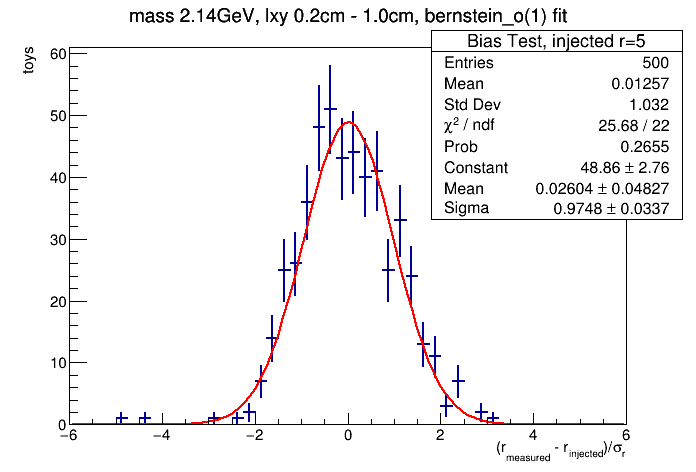 mass 2.14GeV, lxy 0.2cm - 1.0cm, bernstein_o(1) fit
Bias Test, injected r=5
Entries 500
Mean 0.01257
Std Dev 1.032
χ² / ndf 25.68 / 22
Prob 0.2655
Constant 48.86 ± 2.76
Mean 0.02604 ± 0.04827
Sigma 0.9748 ± 0.0337
toys
60
50
40
30
20
10
0
−6 −4 −2 0 2 4 6
(r_measured - r_injected)/σ_r